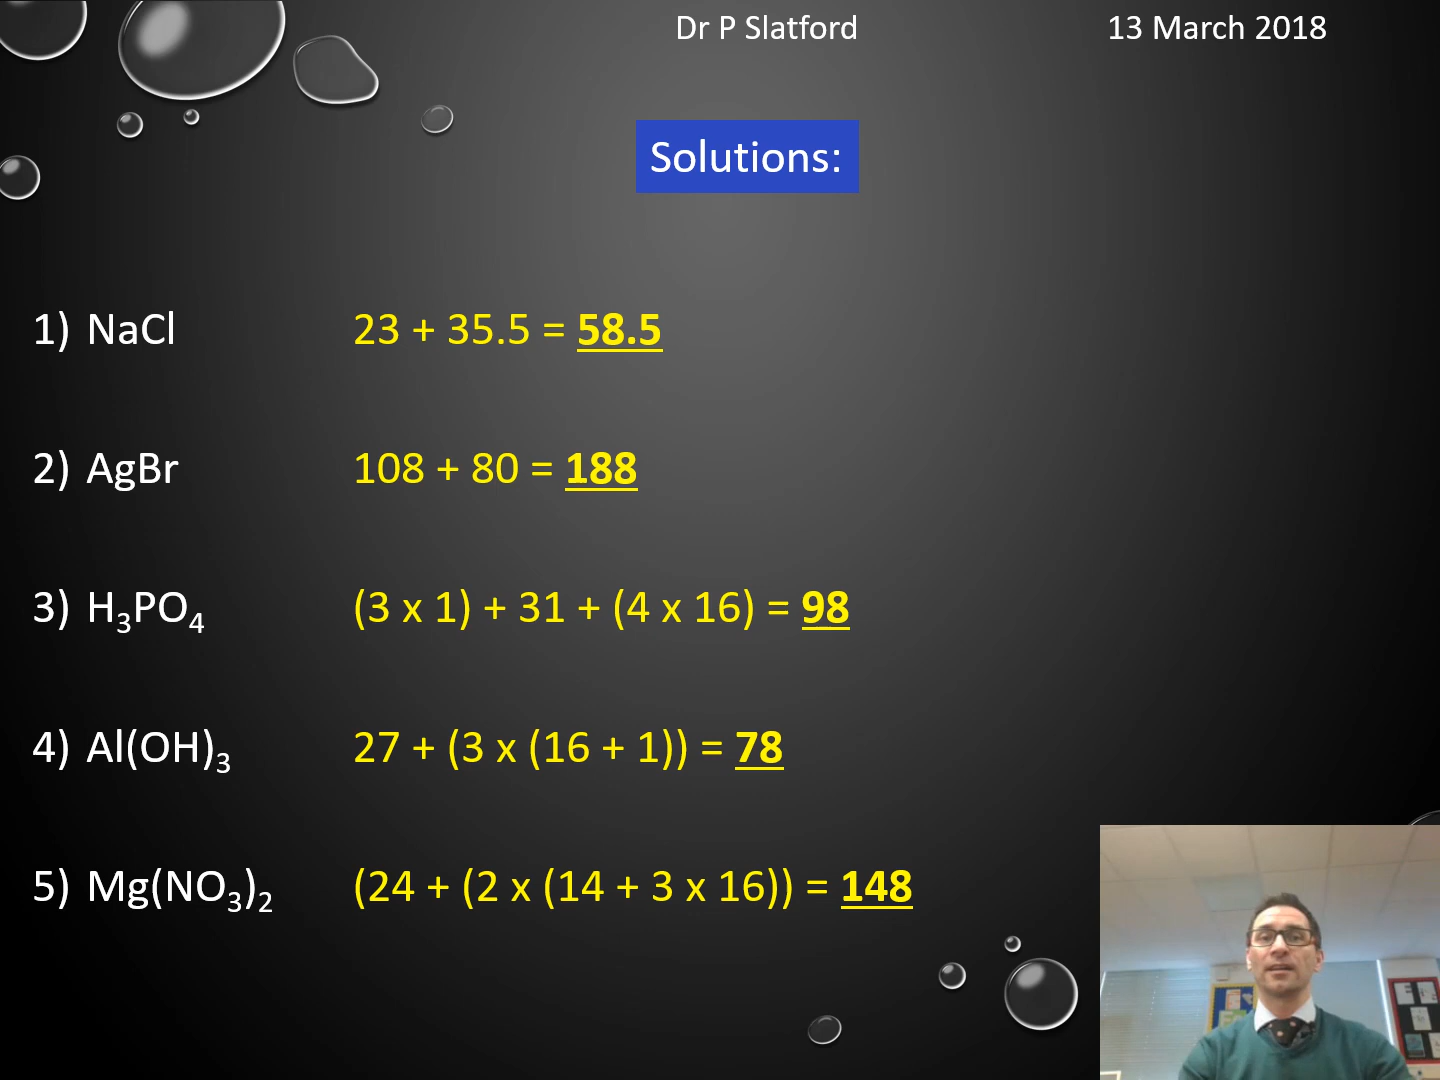 Dr P Slatford 13 March 2018
Solutions:
1) NaCl 23 + 35.5 = 58.5
2) AgBr 108 + 80 = 188
3) H₃PO₄ (3 x 1) + 31 + (4 x 16) = 98
4) Al(OH)₃ 27 + (3 x (16 + 1)) = 78
5) Mg(NO₃)₂ (24 + (2 x (14 + 3 x 16)) = 148